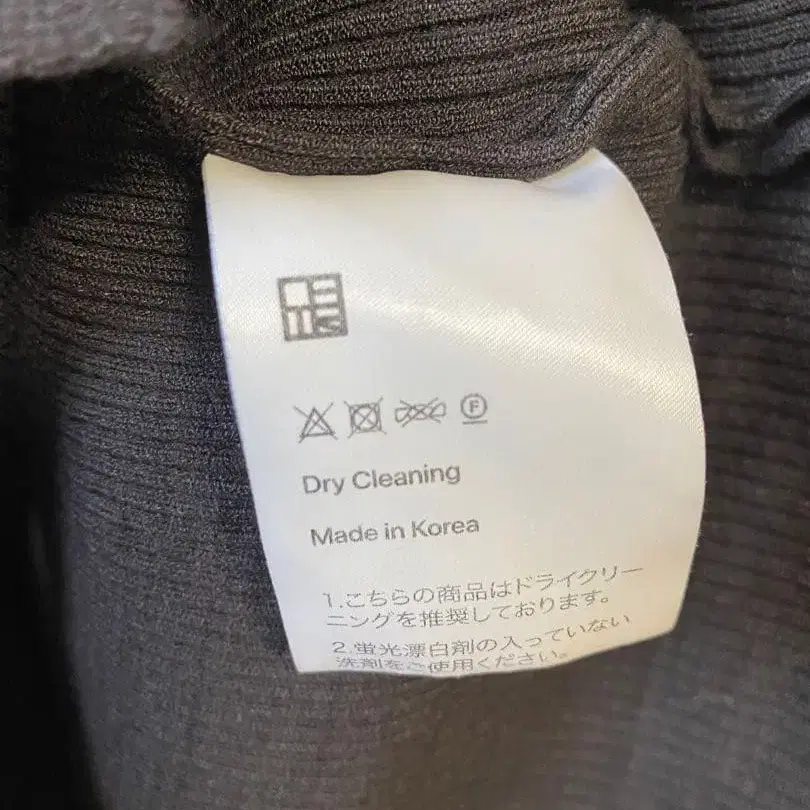 F
Dry Cleaning
Made in Korea
1.こちらの商品はドライクリー
ニングを推奨しております。
2.蛍光漂白剤の入っていない
洗剤をご使用ください。